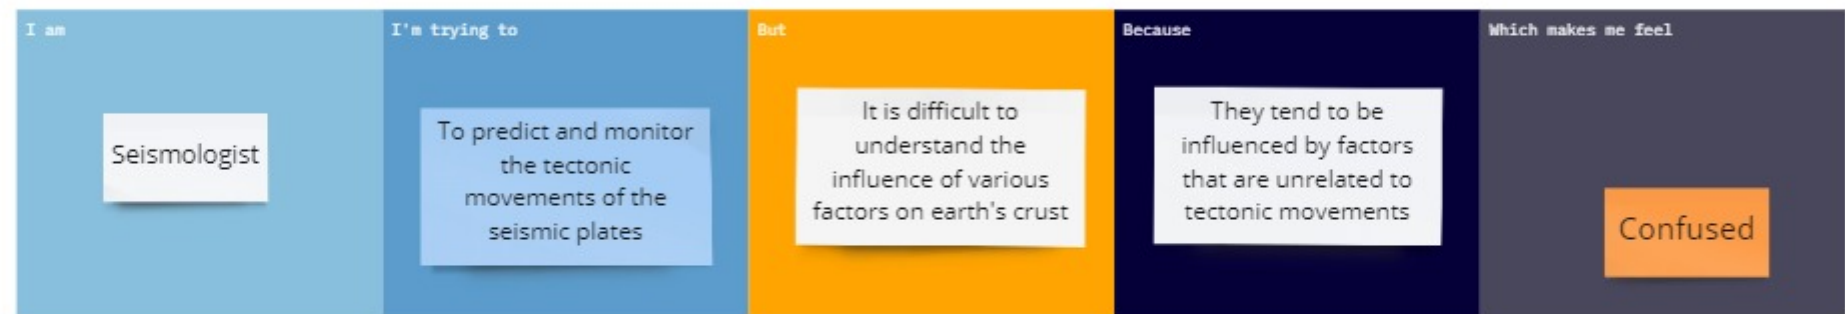 I am
Seismologist
I'm trying to
To predict and monitor
the tectonic
movements of the
seismic plates
But
It is difficult to
understand the
influence of various
factors on earth's crust
Because
They tend to be
influenced by factors
that are unrelated to
tectonic movements
Which makes me feel
Confused